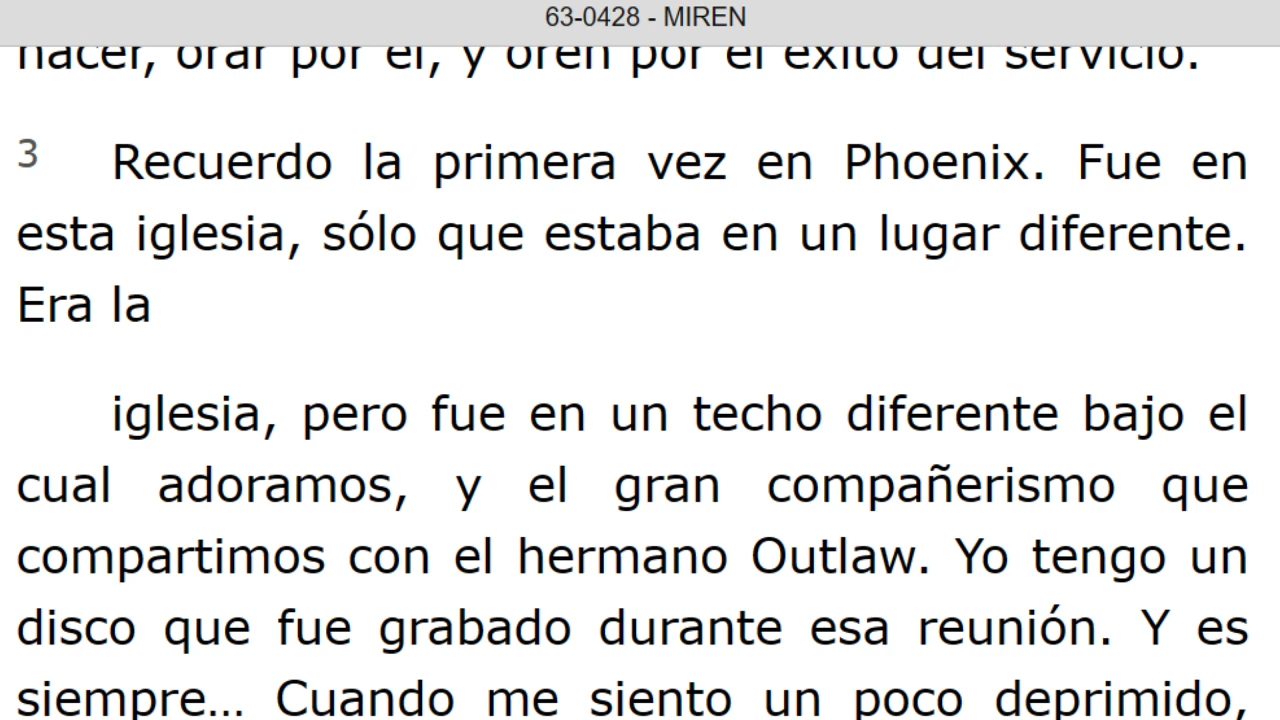 63-0428 - MIREN
hacer, orar por él, y oren por el éxito del servicio.
3 Recuerdo la primera vez en Phoenix. Fue en
esta iglesia, sólo que estaba en un lugar diferente.
Era la
iglesia, pero fue en un techo diferente bajo el
cual adoramos, y el gran compañerismo que
compartimos con el hermano Outlaw. Yo tengo un
disco que fue grabado durante esa reunión. Y es
siempre... Cuando me siento un poco deprimido,